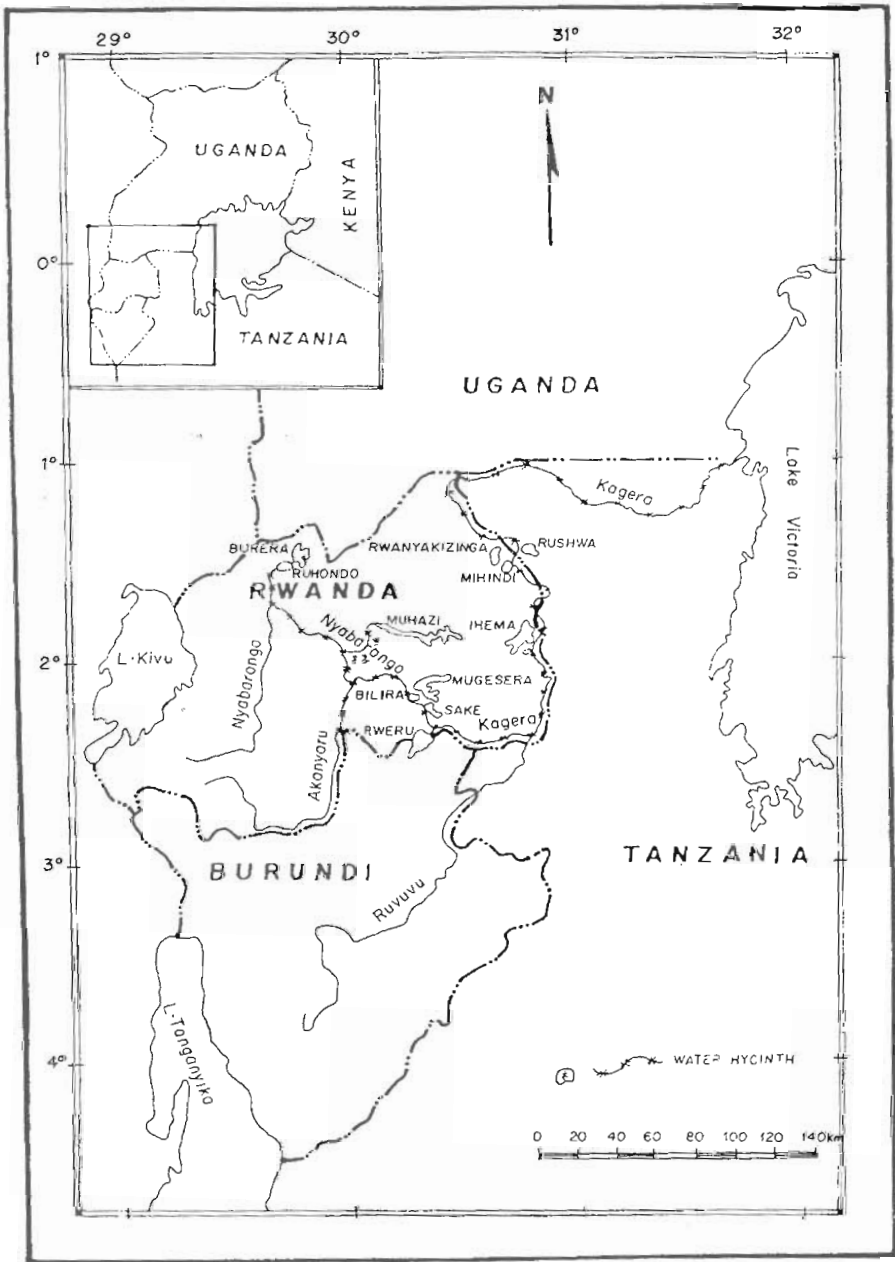 29° 30° 31° 32°
1°
N
UGANDA
KENYA
0°
TANZANIA
UGANDA
1°
Kagera
Lake Victoria
BURERA
RWANYAKIZINGA
RUSHWA
RUHONDO
MIHINDI
RWANDA
Nyabarongo
MUHAZI
IHEMA
L·Kivu
2°
Nyabarongo
MUGESERA
BILIRA
SAKE
Kagera
RWERU
Akanyaru
3°
BURUNDI
TANZANIA
Ruvuvu
L·Tanganyika
4°
WATER HYCINTH
0 20 40 60 80 100 120 140km